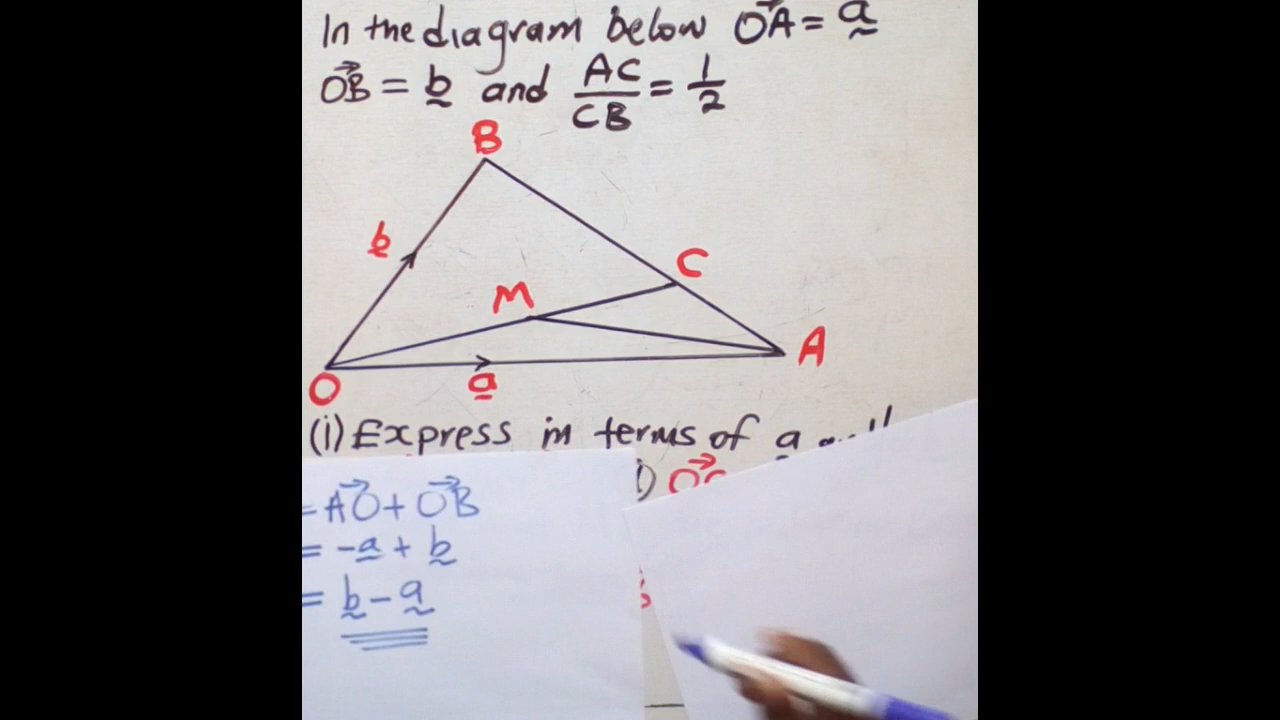 In the diagram below OA = a
OB = b and AC/CB = 1/2
B
b
C
M
A
O
a
(i) Express in terms of a
= AO + OB
= -a + b
= b - a